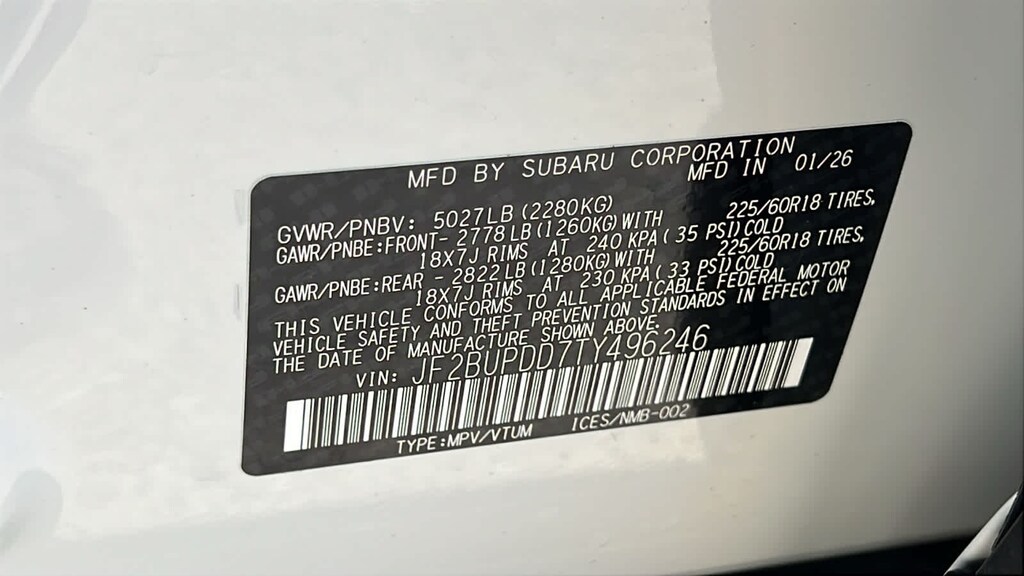 MFD BY SUBARU CORPORATION
MFD IN 01/26
GVWR/PNBV: 5027LB (2280KG)
GAWR/PNBE:FRONT- 2778LB(1260KG)WITH 225/60R18 TIRES,
18X7J RIMS AT 240 KPA( 35 PSI)COLD
GAWR/PNBE:REAR - 2822LB(1280KG)WITH 225/60R18 TIRES,
18X7J RIMS AT 230 KPA( 33 PSI)COLD
THIS VEHICLE CONFORMS TO ALL APPLICABLE FEDERAL MOTOR
VEHICLE SAFETY AND THEFT PREVENTION STANDARDS IN EFFECT ON
THE DATE OF MANUFACTURE SHOWN ABOVE.
VIN: JF2BUPDD7TY496246
TYPE:MPV/VTUM ICES/NMB-002